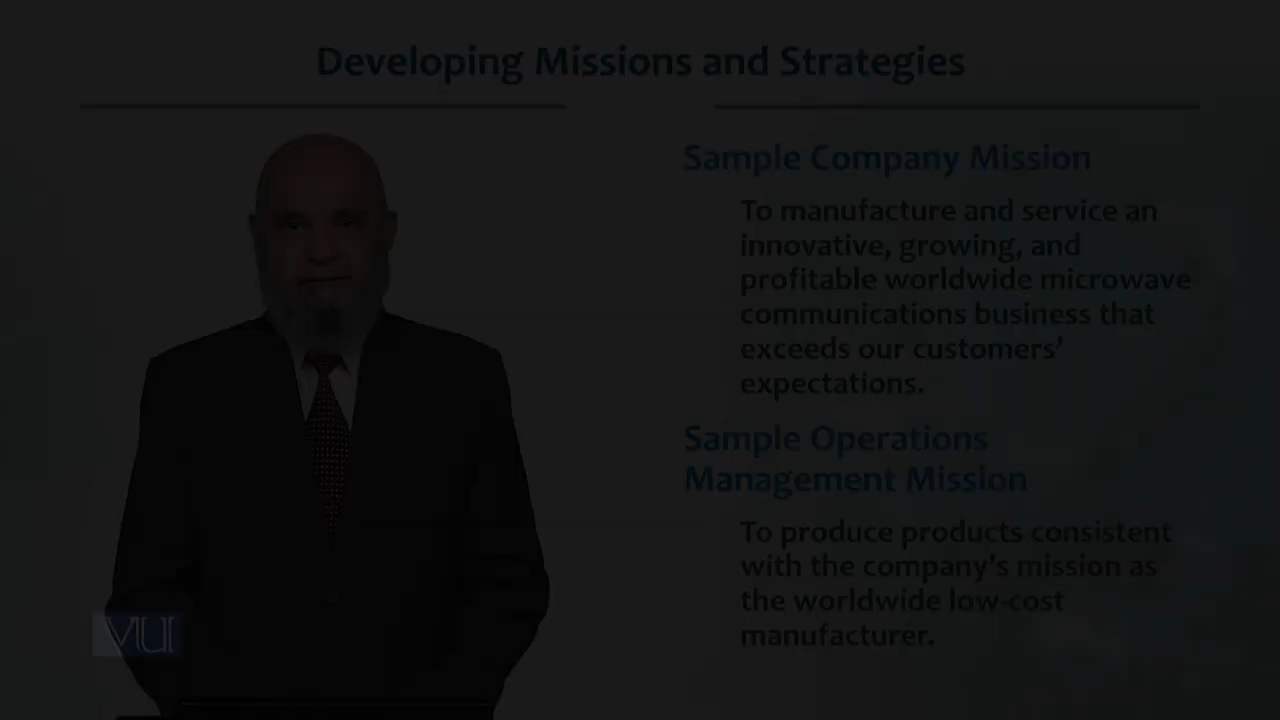 Developing Missions and Strategies
Sample Company Mission
To manufacture and service an
innovative, growing, and
profitable worldwide microwave
communications business that
exceeds our customers’
expectations.
Sample Operations
Management Mission
To produce products consistent
with the company’s mission as
the worldwide low-cost
manufacturer.
VU